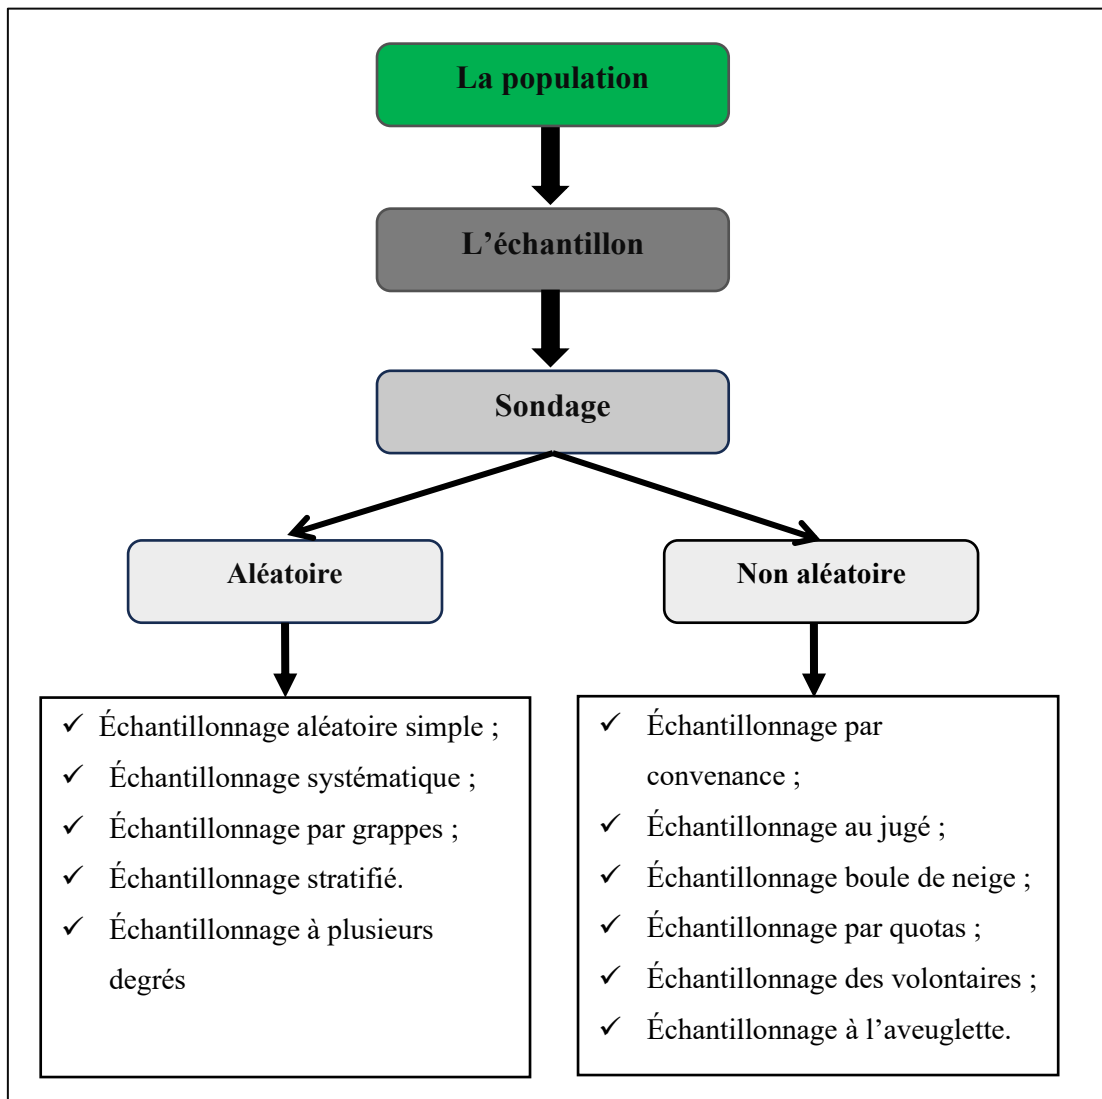 La population
L’échantillon
Sondage
Aléatoire
Non aléatoire
✓ Échantillonnage aléatoire simple ;
✓ Échantillonnage systématique ;
✓ Échantillonnage par grappes ;
✓ Échantillonnage stratifié.
✓ Échantillonnage à plusieurs
degrés
✓ Échantillonnage par
convenance ;
✓ Échantillonnage au jugé ;
✓ Échantillonnage boule de neige ;
✓ Échantillonnage par quotas ;
✓ Échantillonnage des volontaires ;
✓ Échantillonnage à l’aveuglette.